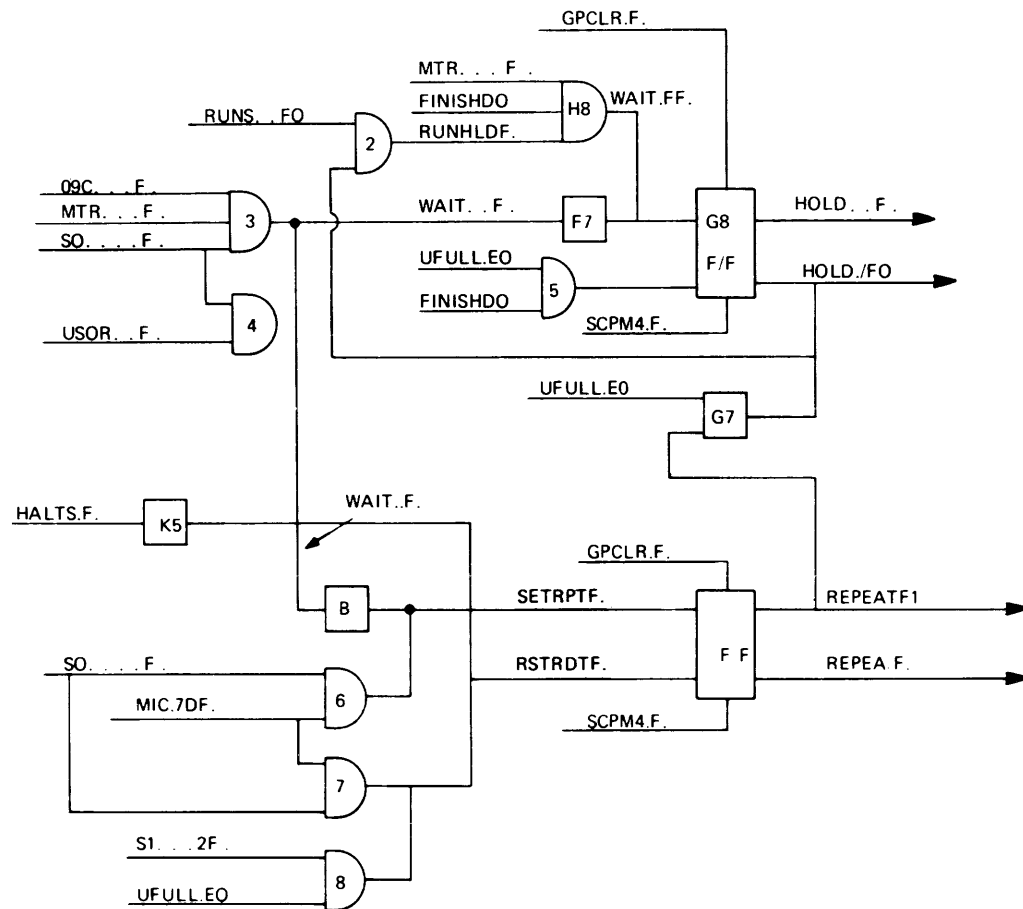 GPCLR.F.
MTR. . . F .
FINISHDO
H8
WAIT.FF.
RUNS. . FO
2
RUNHLDF.
09C. . . .F.
MTR. . . F.
SO. . . . F.
3
WAIT. . F.
F7
G8
F/F
HOLD. . F.
UFULL.EO
FINISHDO
5
HOLD./FO
USOR. . F.
4
SCPM4.F.
UFULL.E0
G7
HALTS.F.
K5
WAIT..F.
GPCLR.F.
B
SETRPTF.
REPEATF1
SO. . . . F.
6
RSTRDTF.
F F
REPEA.F.
MIC.7DF.
SCPM4.F.
7
S1. . . 2F.
8
UFULL.EO